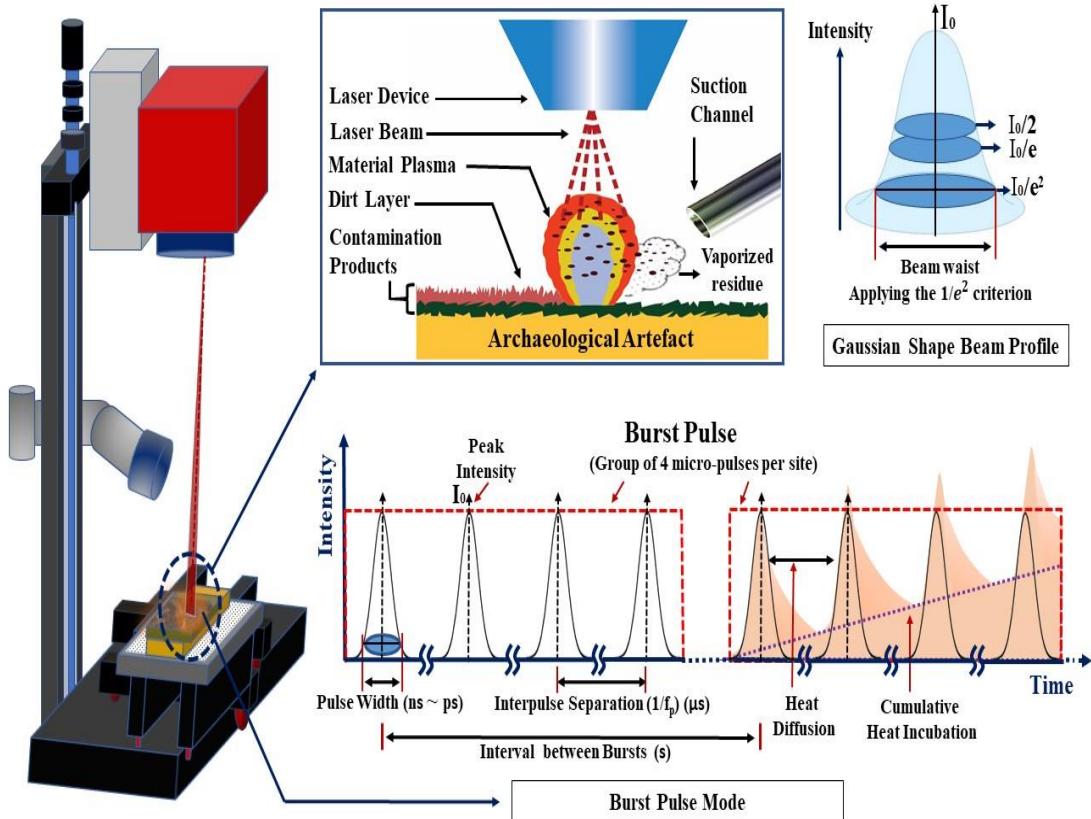 Laser Device
Laser Beam
Material Plasma
Dirt Layer
Contamination
Products
Suction
Channel
Vaporized
residue
Archaeological Artefact
Intensity
I₀
I₀/2
I₀/e
I₀/e²
Beam waist
Applying the 1/e² criterion
Gaussian Shape Beam Profile
Burst Pulse
(Group of 4 micro-pulses per site)
Peak
Intensity
I₀
Intensity
Time
Pulse Width (ns ~ ps)
Interpulse Separation (1/fₚ) (μs)
Interval between Bursts (s)
Heat
Diffusion
Cumulative
Heat Incubation
Burst Pulse Mode